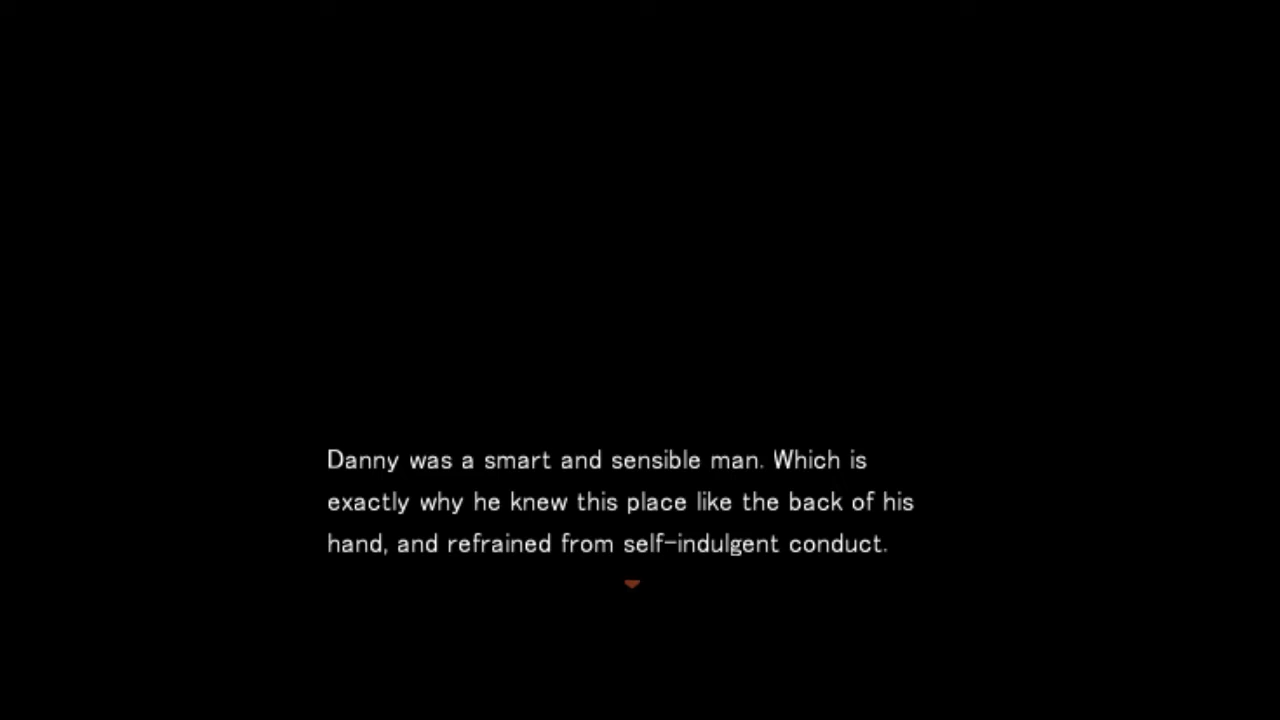 Danny was a smart and sensible man. Which is
exactly why he knew this place like the back of his
hand, and refrained from self-indulgent conduct.